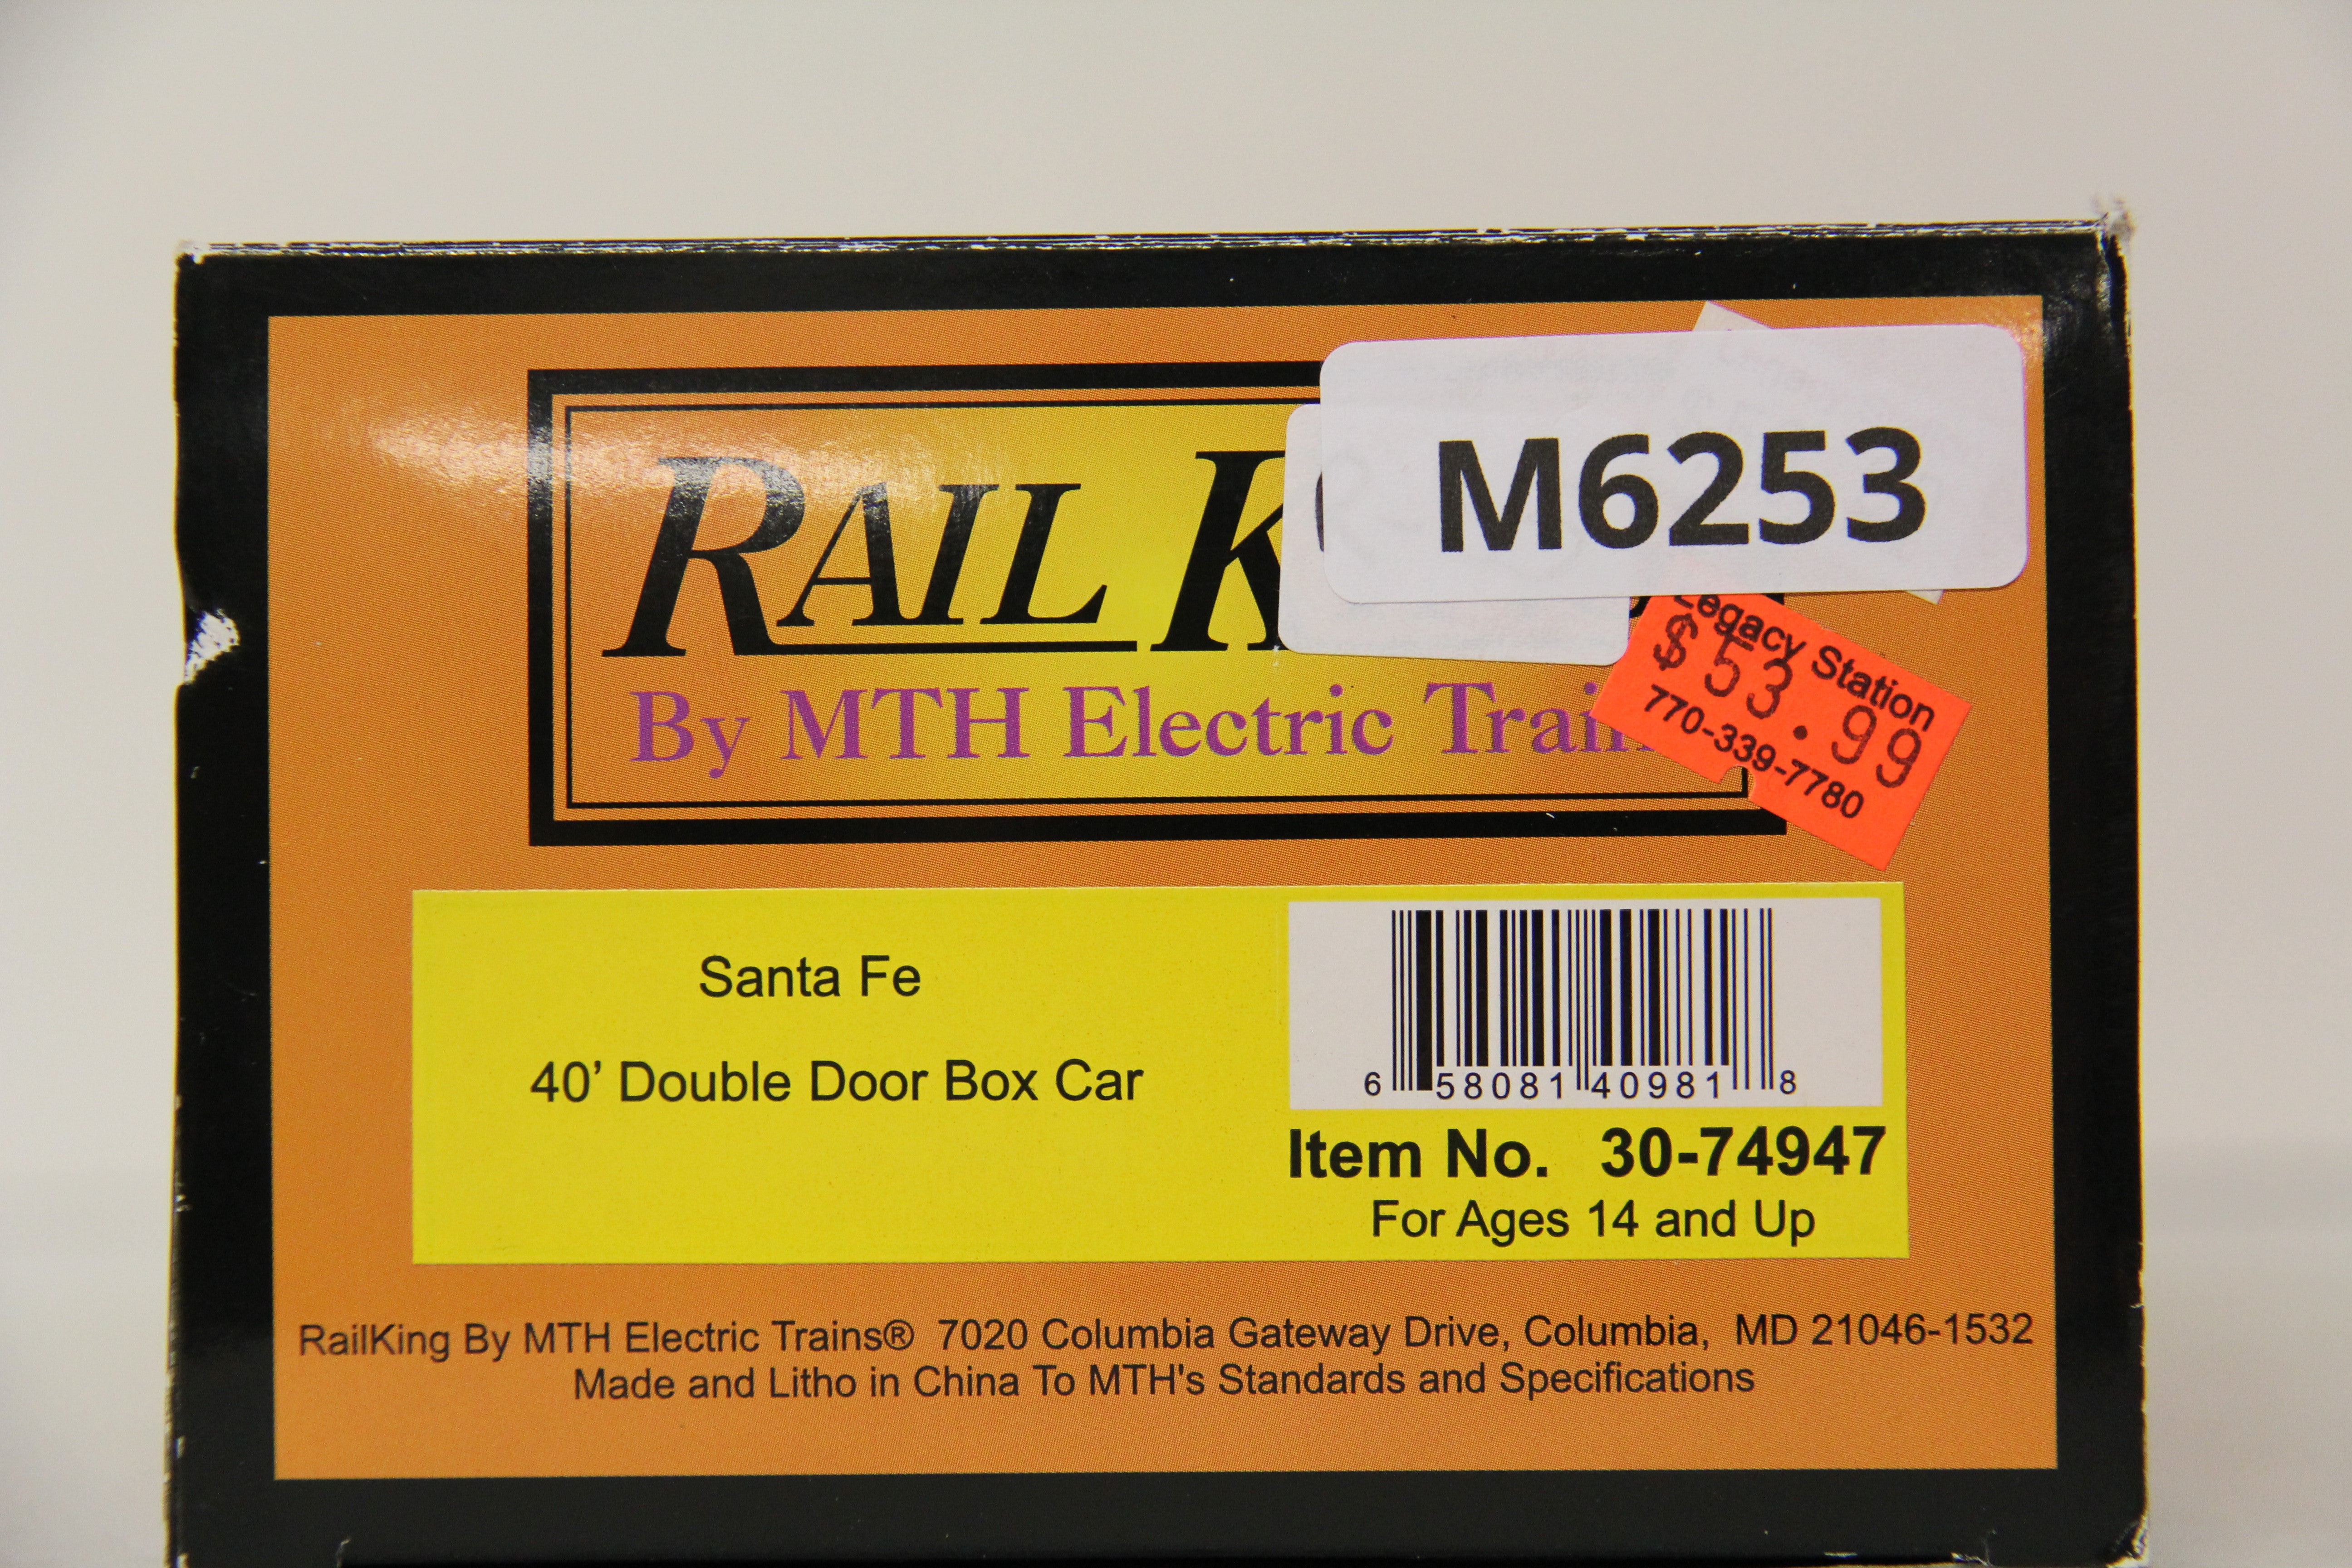 RAIL K
M6253
Legacy Station
$53.99
770-339-7780
By MTH Electric Train
Santa Fe
40’ Double Door Box Car
6 58081 40981 8
Item No. 30-74947
For Ages 14 and Up
RailKing By MTH Electric Trains® 7020 Columbia Gateway Drive, Columbia, MD 21046-1532
Made and Litho in China To MTH's Standards and Specifications